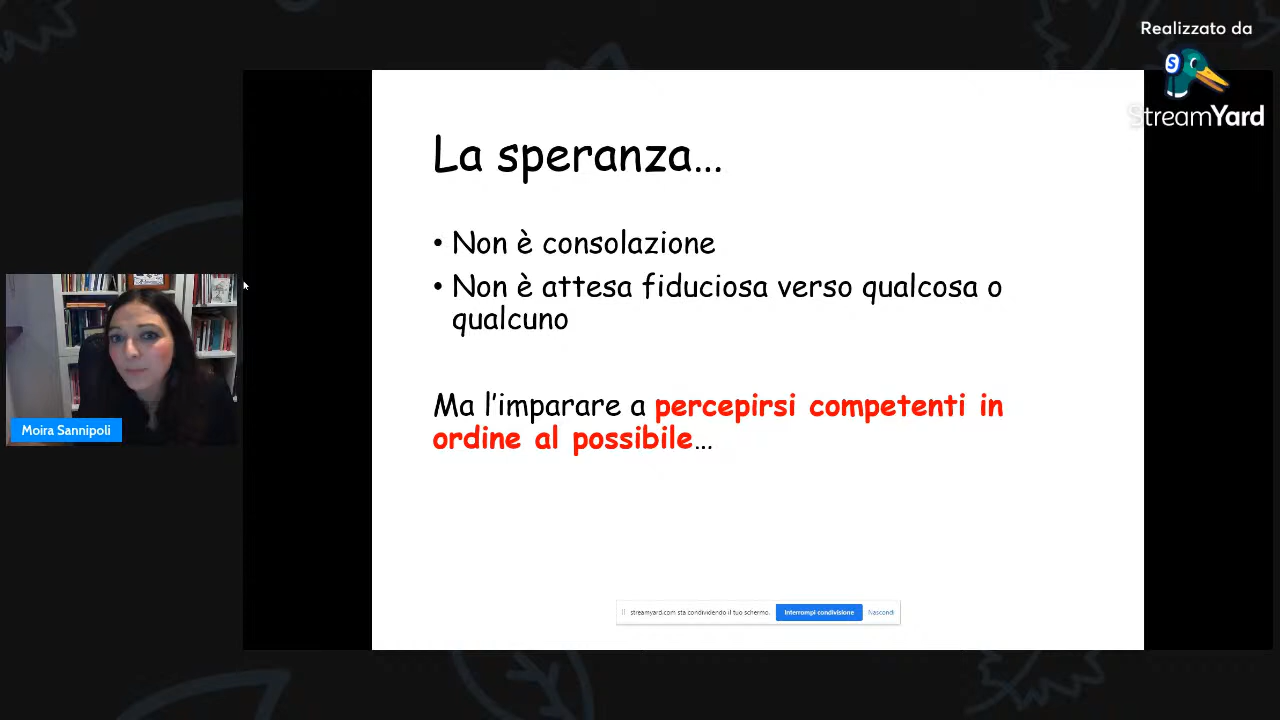 Realizzato da
StreamYard
La speranza...
• Non è consolazione
• Non è attesa fiduciosa verso qualcosa o
qualcuno
Ma l'imparare a percepirsi competenti in
ordine al possibile...
Moira Sannipoli
streamyard.com sta condividendo il tuo schermo.
Interrompi condivisione
Nascondi